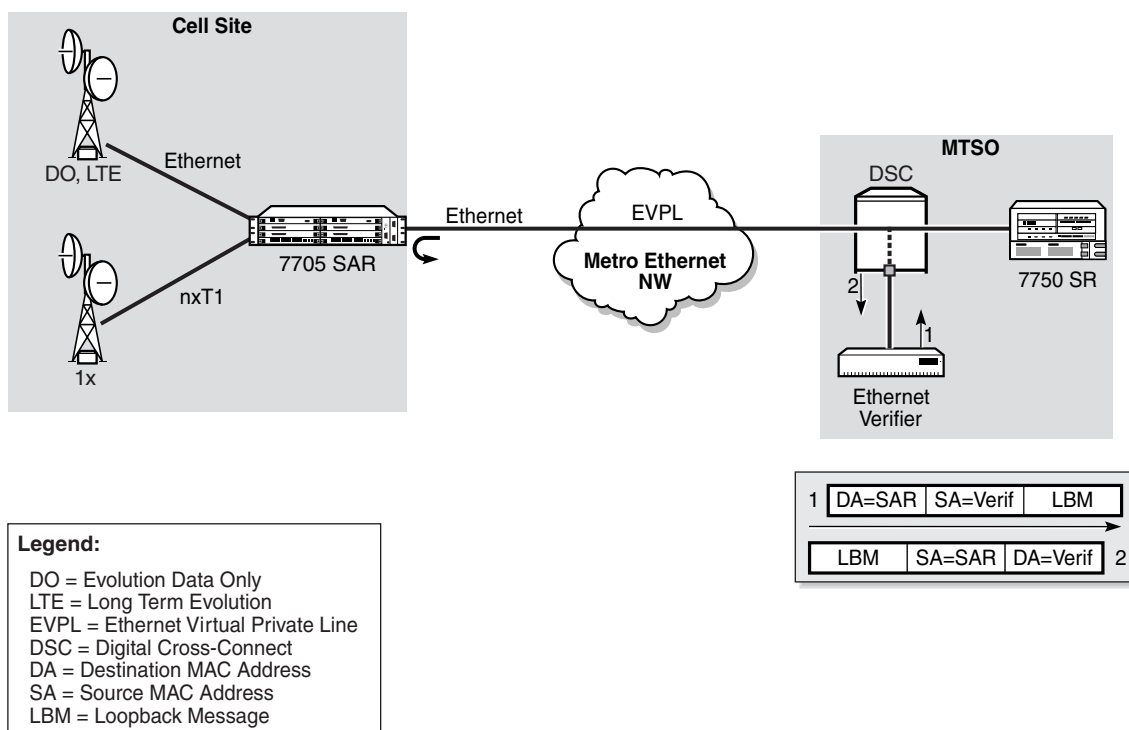 Cell Site
DO, LTE
Ethernet
7705 SAR
nxT1
1x
Ethernet
EVPL
Metro Ethernet
NW
MTSO
DSC
7750 SR
2
1
Ethernet
Verifier
1 DA=SAR SA=Verif LBM
LBM SA=SAR DA=Verif 2
Legend:
DO = Evolution Data Only
LTE = Long Term Evolution
EVPL = Ethernet Virtual Private Line
DSC = Digital Cross-Connect
DA = Destination MAC Address
SA = Source MAC Address
LBM = Loopback Message